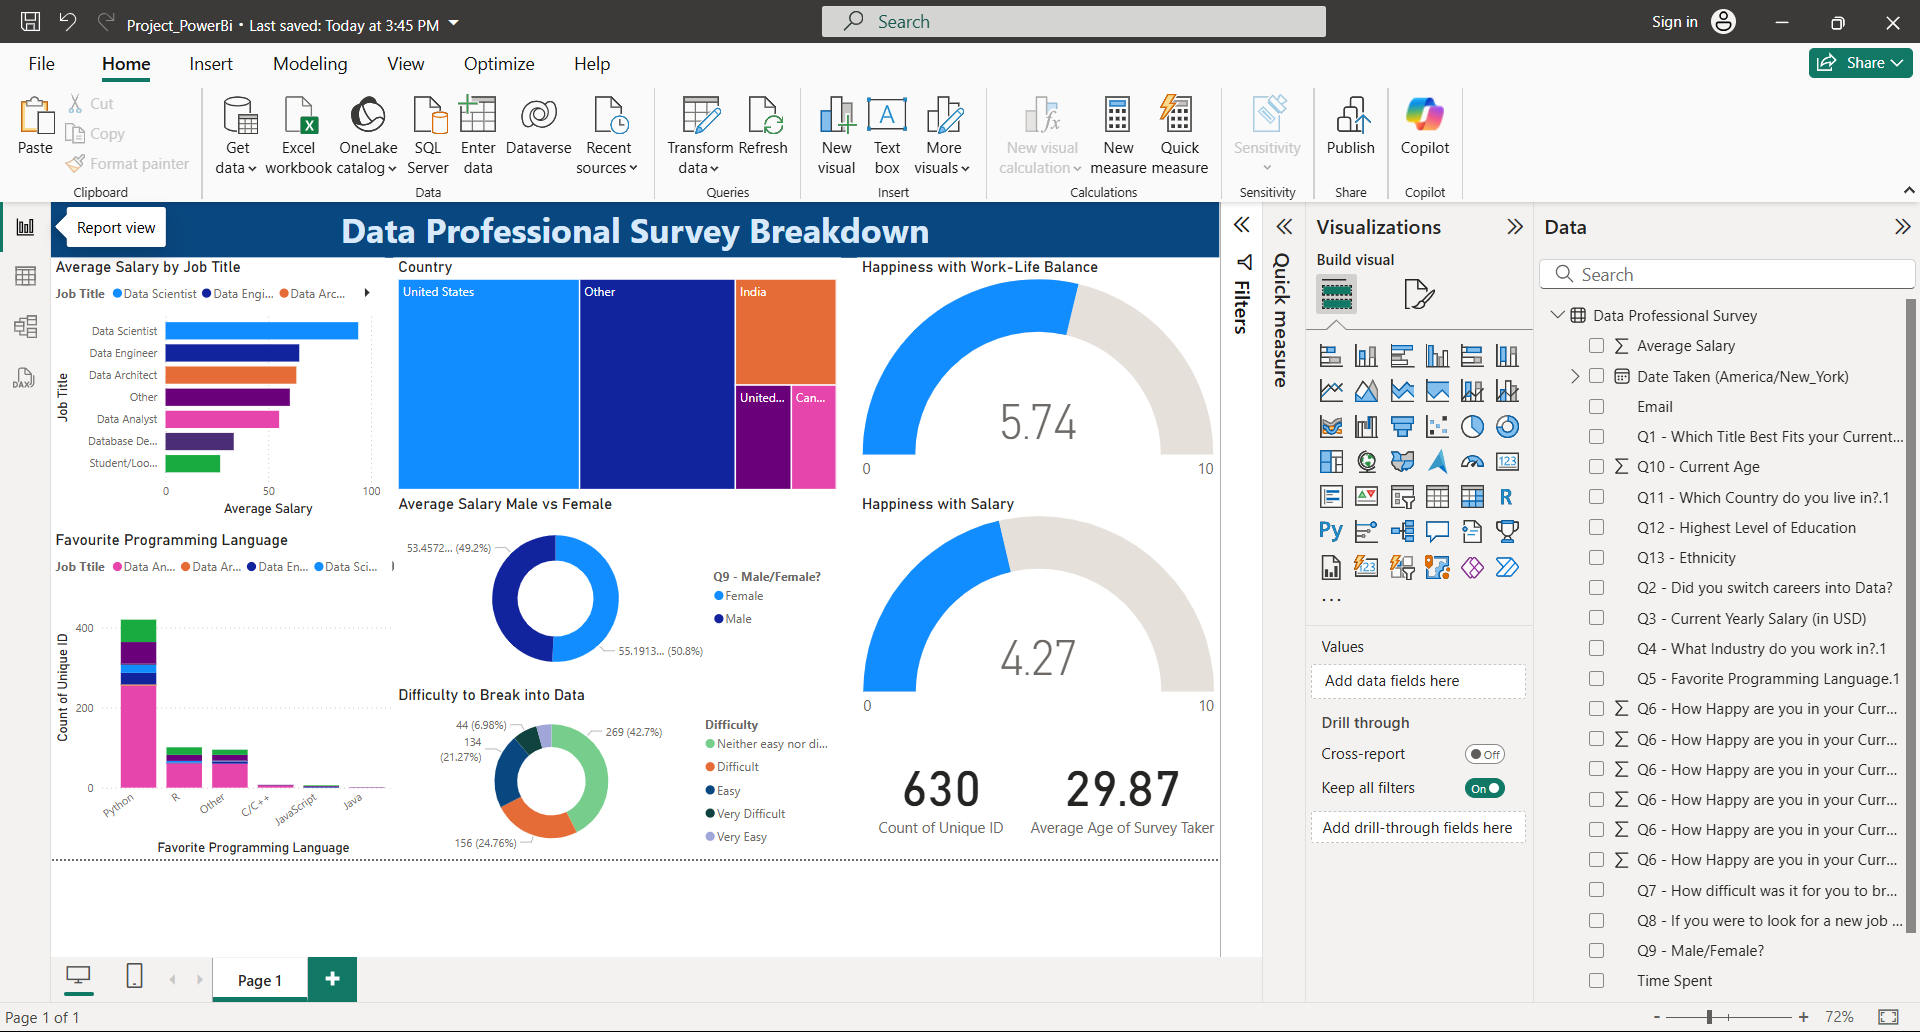 Project_PowerBi • Last saved: Today at 3:45 PM
Search
Sign in
File Home Insert Modeling View Optimize Help
Share
Paste
Cut
Copy
Format painter
Clipboard
Get data
Excel workbook
OneLake catalog
SQL Server
Enter data
Dataverse
Recent sources
Data
Transform data
Refresh
Queries
New visual
Text box
More visuals
Insert
New visual calculation
New measure
Quick measure
Calculations
Sensitivity
Sensitivity
Publish
Share
Copilot
Copilot
Report view
Data Professional Survey Breakdown
Average Salary by Job Title
Job Title Data Scientist Data Engi... Data Arc...
Job Title
Data Scientist
Data Engineer
Data Architect
Other
Data Analyst
Database De...
Student/Loo...
0 50 100
Average Salary
Favourite Programming Language
Job Ttile Data An... Data Ar... Data En... Data Sci...
Count of Unique ID
400
200
0
Python R Other C/C++ JavaScript Java
Favorite Programming Language
Country
United States
Other
India
United...
Can...
Average Salary Male vs Female
53.4572... (49.2%)
55.1913... (50.8%)
Q9 - Male/Female?
Female
Male
Difficulty to Break into Data
44 (6.98%)
134
(21.27%)
269 (42.7%)
156 (24.76%)
Difficulty
Neither easy nor di...
Difficult
Easy
Very Difficult
Very Easy
Happiness with Work-Life Balance
5.74
0 10
Happiness with Salary
4.27
0 10
630
Count of Unique ID
29.87
Average Age of Survey Taker
Filters
Quick measure
Visualizations
Build visual
123
R
Py
123
...
Values
Add data fields here
Drill through
Cross-report
Off
Keep all filters
On
Add drill-through fields here
Data
Search
Data Professional Survey
Average Salary
Date Taken (America/New_York)
Email
Q1 - Which Title Best Fits your Current...
Q10 - Current Age
Q11 - Which Country do you live in?.1
Q12 - Highest Level of Education
Q13 - Ethnicity
Q2 - Did you switch careers into Data?
Q3 - Current Yearly Salary (in USD)
Q4 - What Industry do you work in?.1
Q5 - Favorite Programming Language.1
Q6 - How Happy are you in your Curr...
Q6 - How Happy are you in your Curr...
Q6 - How Happy are you in your Curr...
Q6 - How Happy are you in your Curr...
Q6 - How Happy are you in your Curr...
Q6 - How Happy are you in your Curr...
Q7 - How difficult was it for you to br...
Q8 - If you were to look for a new job ...
Q9 - Male/Female?
Time Spent
Page 1
Page 1 of 1
- + 72%